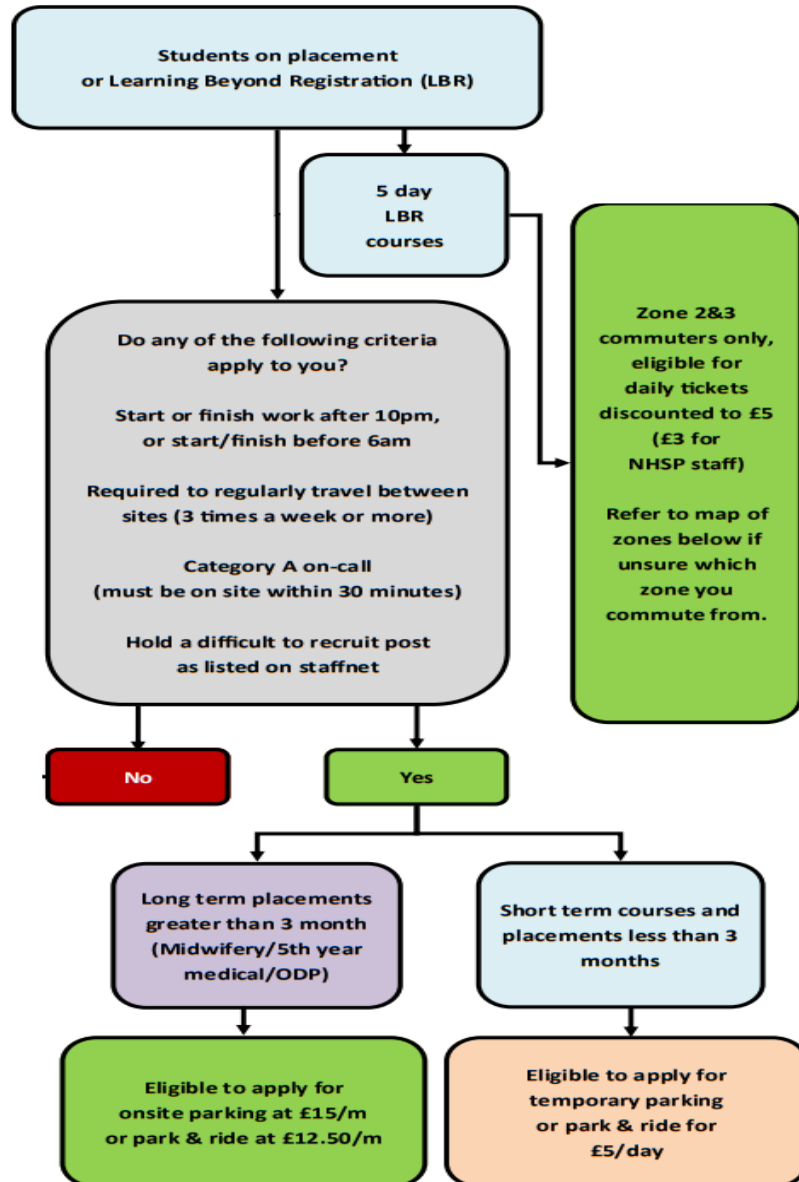 Students on placement
or Learning Beyond Registration (LBR)
5 day
LBR
courses
Zone 2&3
commuters only,
eligible for
daily tickets
discounted to £5
(£3 for
NHSP staff)
Refer to map of
zones below if
unsure which
zone you
commute from.
Do any of the following criteria
apply to you?
Start or finish work after 10pm,
or start/finish before 6am
Required to regularly travel between
sites (3 times a week or more)
Category A on-call
(must be on site within 30 minutes)
Hold a difficult to recruit post
as listed on staffnet
No
Yes
Long term placements
greater than 3 month
(Midwifery/5th year
medical/ODP)
Short term courses and
placements less than 3
months
Eligible to apply for
onsite parking at £15/m
or park & ride at £12.50/m
Eligible to apply for
temporary parking
or park & ride for
£5/day